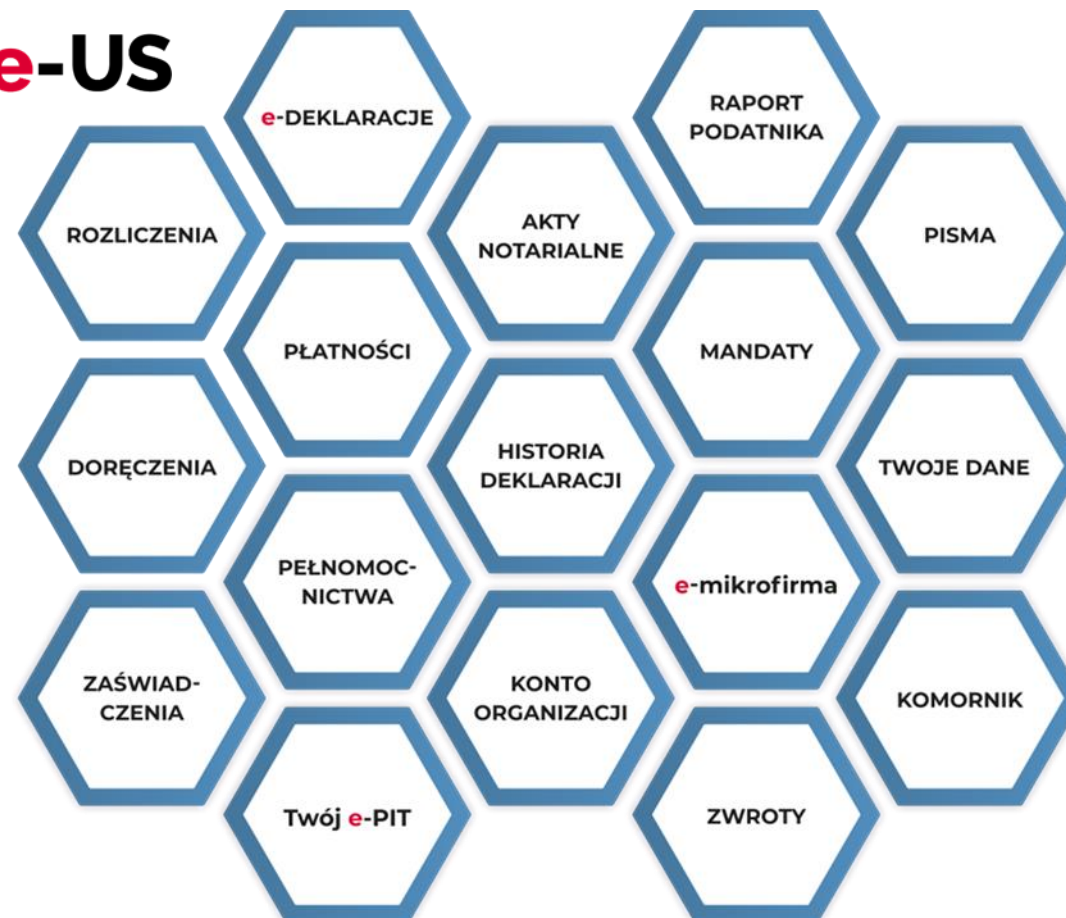 e-US
e-DEKLARACJE
RAPORT
PODATNIKA
ROZLICZENIA
AKTY
NOTARIALNE
PISMA
PŁATNOŚCI
MANDATY
DORĘCZENIA
HISTORIA
DEKLARACJI
TWOJE DANE
PEŁNOMOC-
NICTWA
e-mikrofirma
ZAŚWIAD-
CZENIA
KONTO
ORGANIZACJI
KOMORNIK
Twój e-PIT
ZWROTY